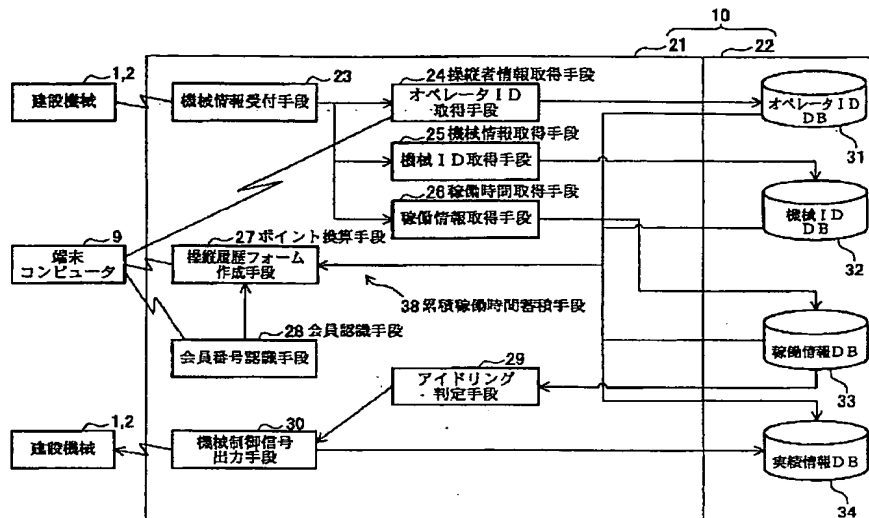 10
21
22
1,2
建設機械
23
機械情報受付手段
24 操縦者情報取得手段
オペレータID
取得手段
オペレータID
DB
31
25 機械情報取得手段
機械ID取得手段
機械ID
DB
32
26 稼働時間取得手段
稼働情報取得手段
9
端末
コンピュータ
27 ポイント換算手段
操縦履歴フォーム
作成手段
38 累積稼働時間蓄積手段
28 会員認識手段
会員番号認識手段
29
アイドリング
判定手段
稼働情報DB
33
1,2
建設機械
30
機械制御信号
出力手段
実績情報DB
34